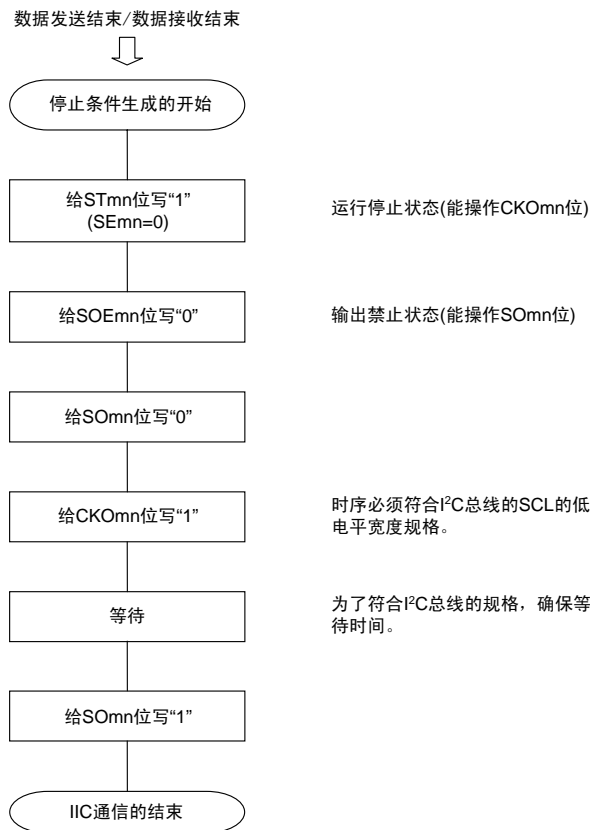 数据发送结束/数据接收结束
停止条件生成的开始
给STmn位写“1”
(SEmn=0)
运行停止状态(能操作CKOmn位)
给SOEmn位写“0”
输出禁止状态(能操作SOmn位)
给SOmn位写“0”
给CKOmn位写“1”
时序必须符合I²C总线的SCL的低
电平宽度规格。
等待
为了符合I²C总线的规格，确保等
待时间。
给SOmn位写“1”
IIC通信的结束